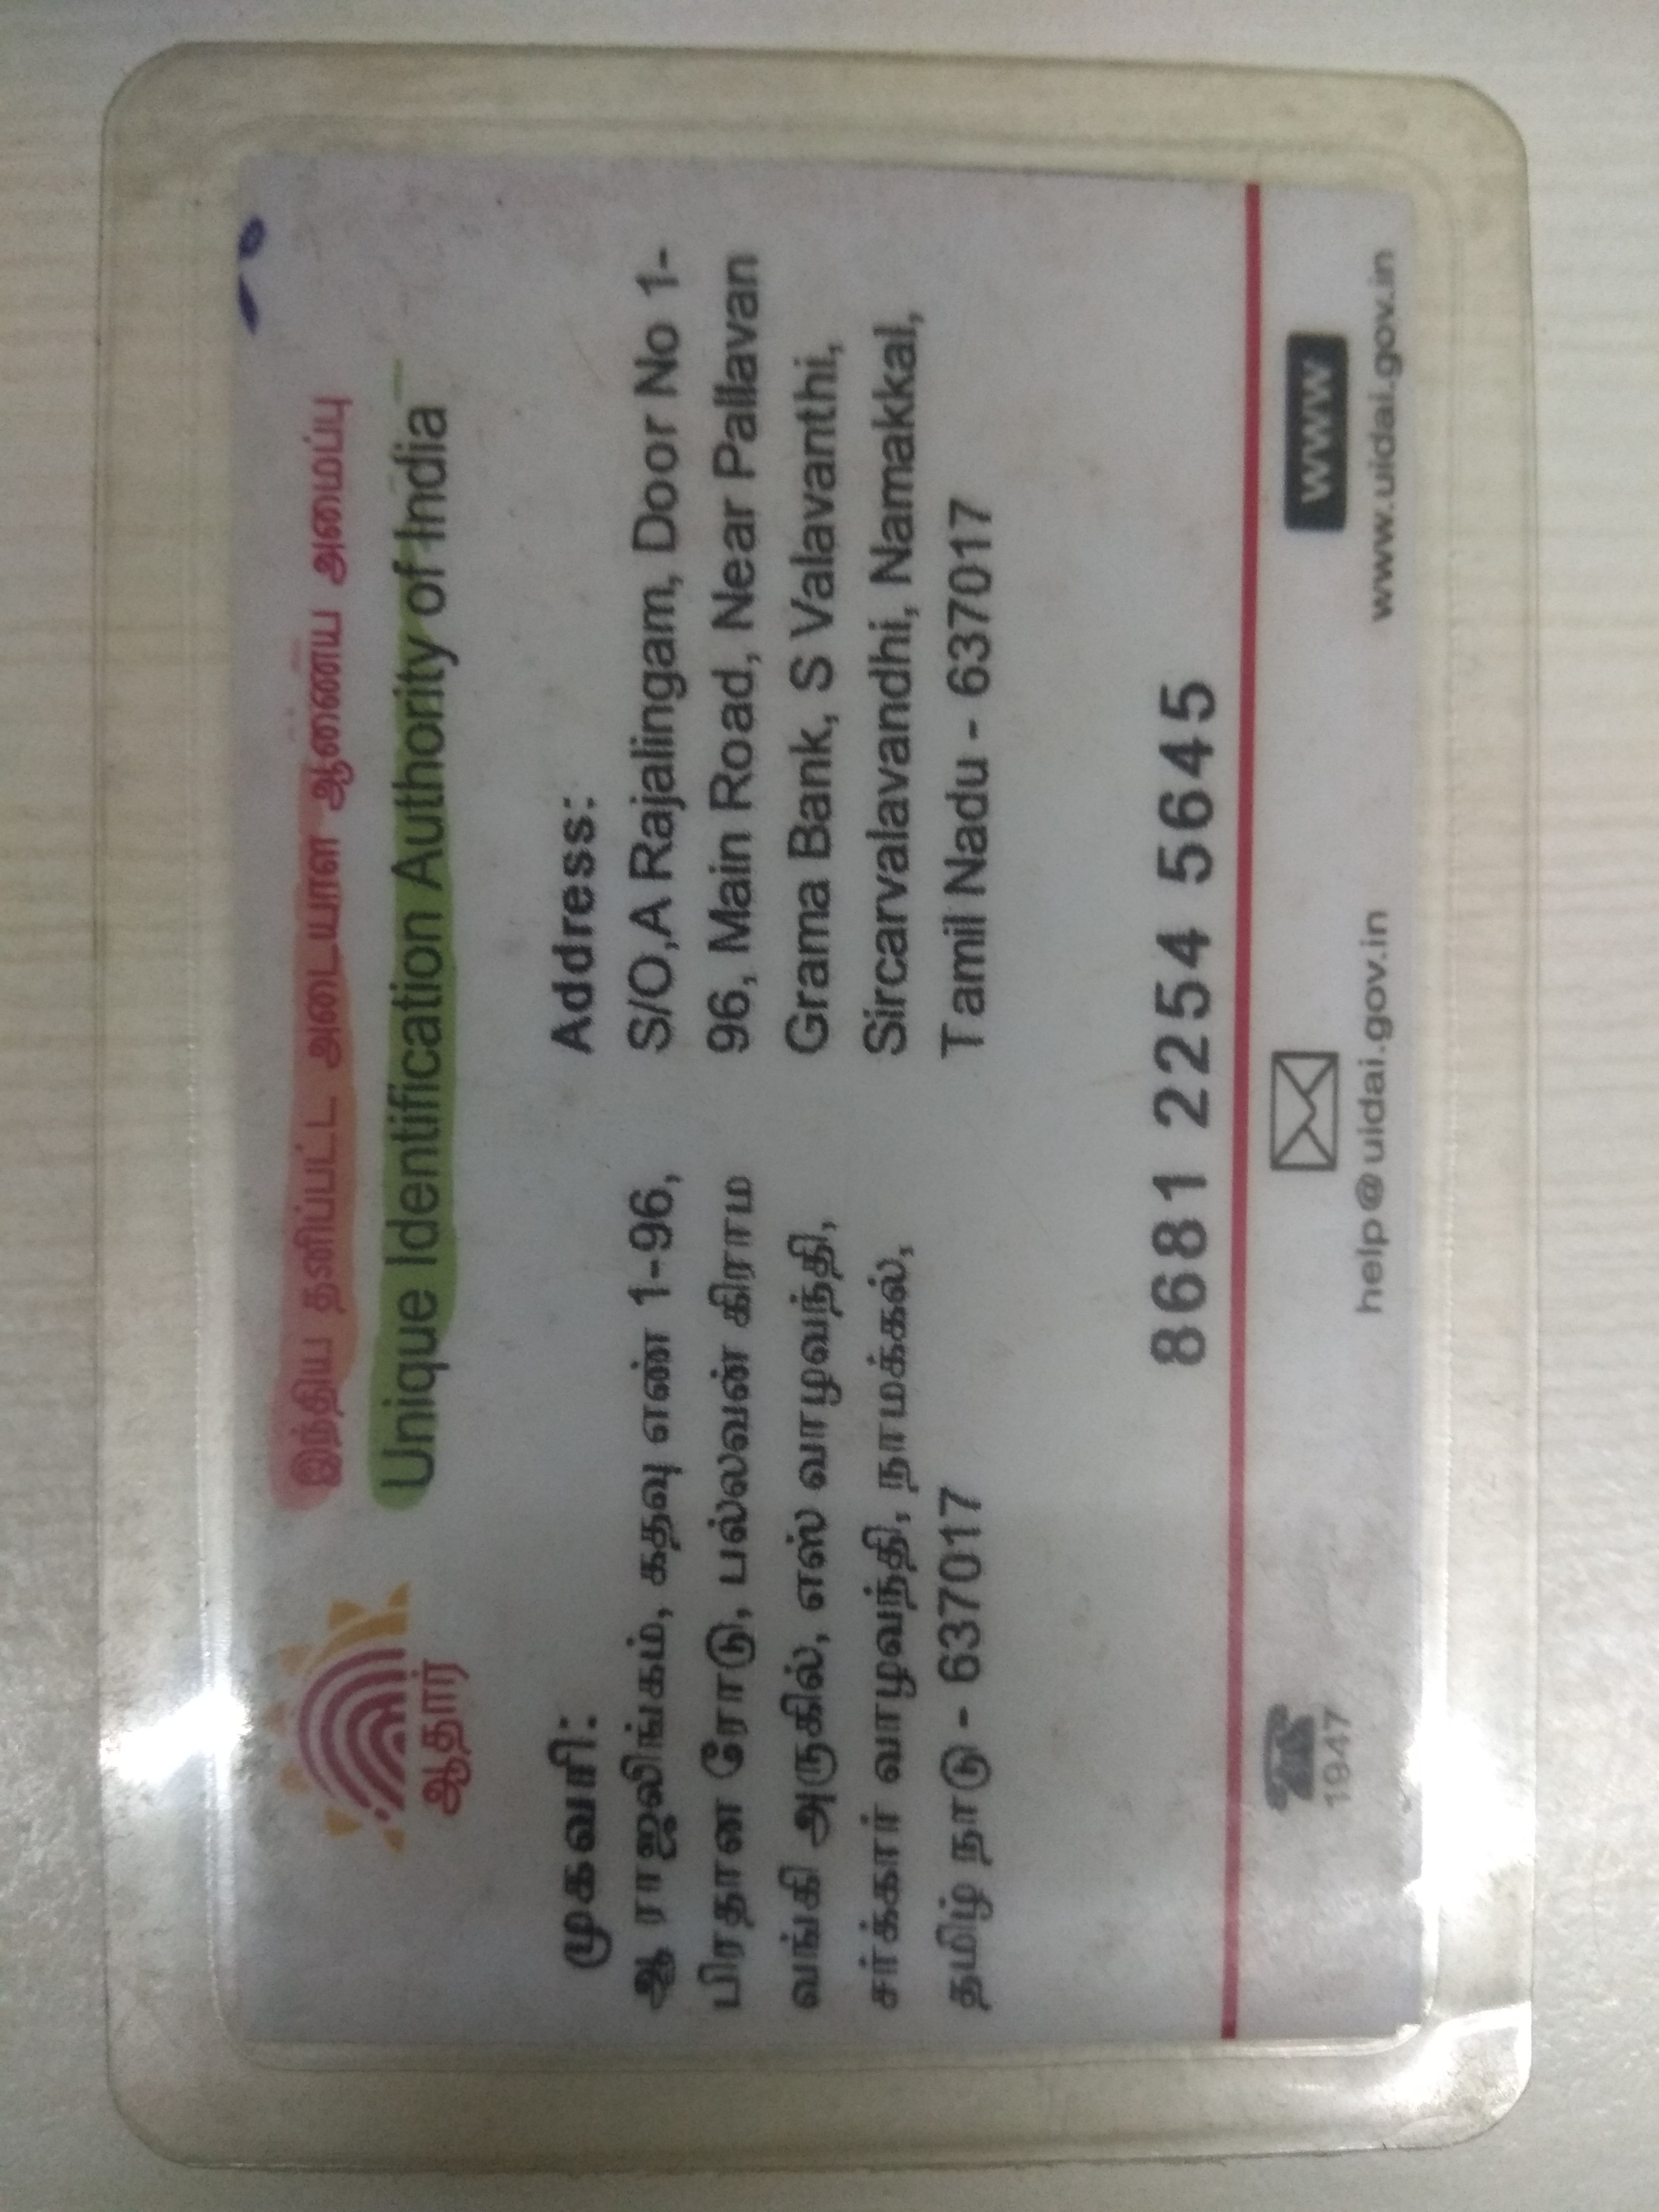 ஆதார்
இந்திய தனிப்பட்ட அடையாள ஆணைய அமைப்பு
Unique Identification Authority of India
முகவரி:
ஆ ராஜலிங்கம், கதவு எண் 1-96,
பிரதான ரோடு, பல்லவன் கிராம
வங்கி அருகில், எஸ் வாழவந்தி,
சர்க்கார் வாழவந்தி, நாமக்கல்,
தமிழ் நாடு - 637017
Address:
S/O,A Rajalingam, Door No 1-
96, Main Road, Near Pallavan
Grama Bank, S Valavanthi,
Sircarvalavandhi, Namakkal,
Tamil Nadu - 637017
8681 2254 5645
1947
help@uidai.gov.in
www
www.uidai.gov.in